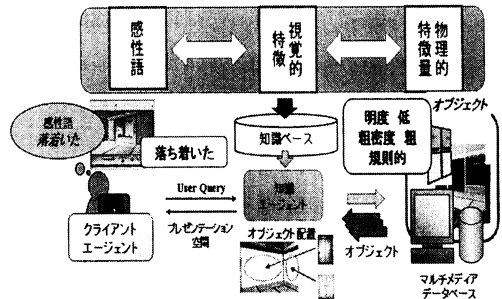 感性語
視覚的
特徴
物理的
特徴量
オブジェクト
感性語
落着いた
落ち着いた
知識ベース
明度 低
粗密度 粗
規則的
User Query
知識
エージェント
プレゼンテーション
空間
クライアント
エージェント
オブジェクト配置
オブジェクト
マルチメディア
データベース